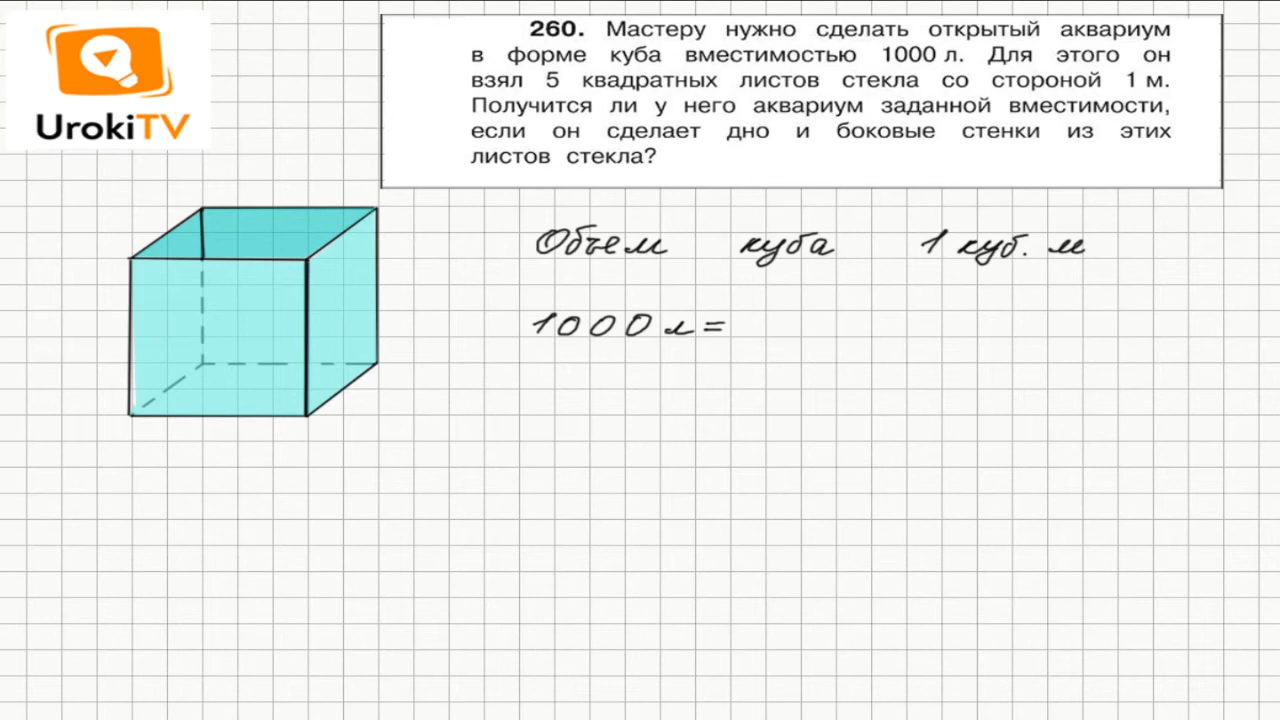 UrokiTV
260. Мастеру нужно сделать открытый аквариум
в форме куба вместимостью 1000 л. Для этого он
взял 5 квадратных листов стекла со стороной 1 м.
Получится ли у него аквариум заданной вместимости,
если он сделает дно и боковые стенки из этих
листов стекла?
Объем куба 1 куб. м
1000 л =